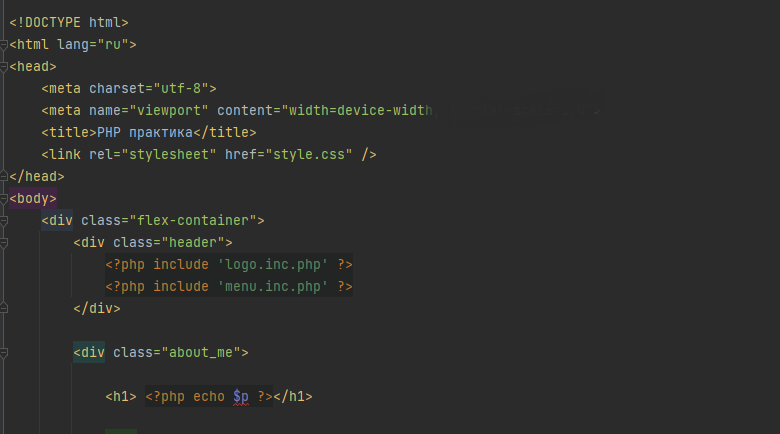 <!DOCTYPE html>
<html lang="ru">
<head>
<meta charset="utf-8">
<meta name="viewport" content="width=device-width,
<title>PHP практика</title>
<link rel="stylesheet" href="style.css" />
</head>
<body>
<div class="flex-container">
<div class="header">
<?php include 'logo.inc.php' ?>
<?php include 'menu.inc.php' ?>
</div>
<div class="about_me">
<h1> <?php echo $p ?></h1>